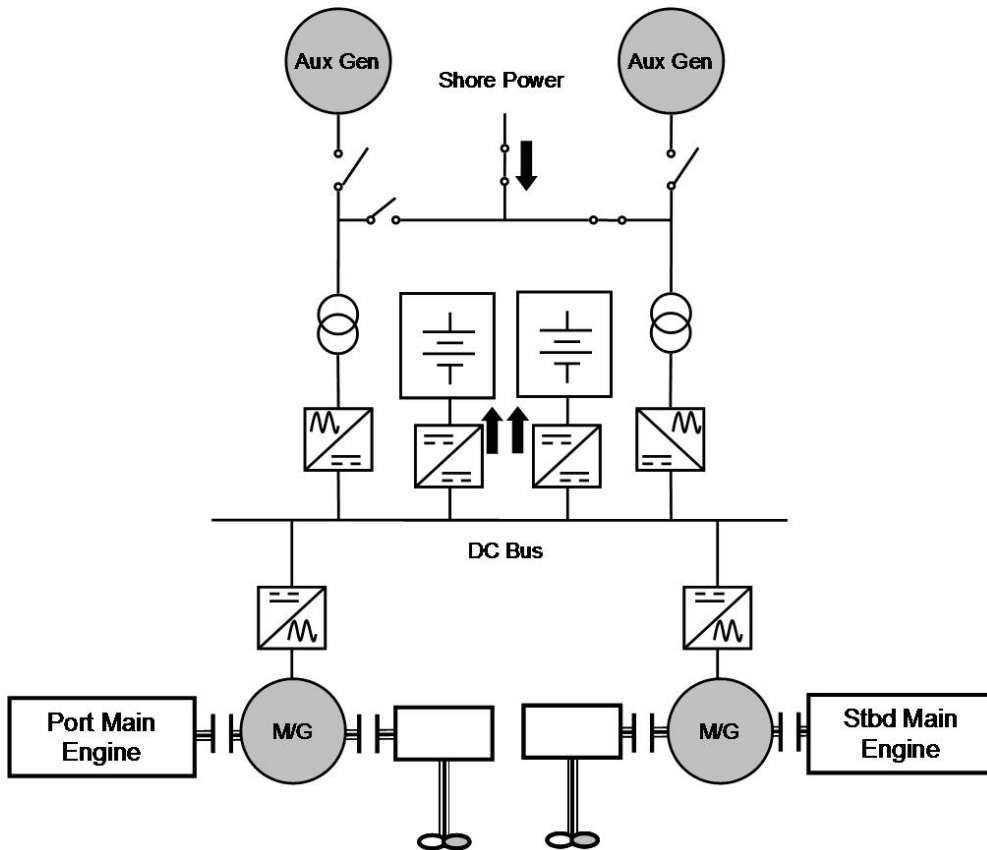 Aux Gen
Aux Gen
Shore Power
DC Bus
Port Main
Engine
M/G
M/G
Stbd Main
Engine